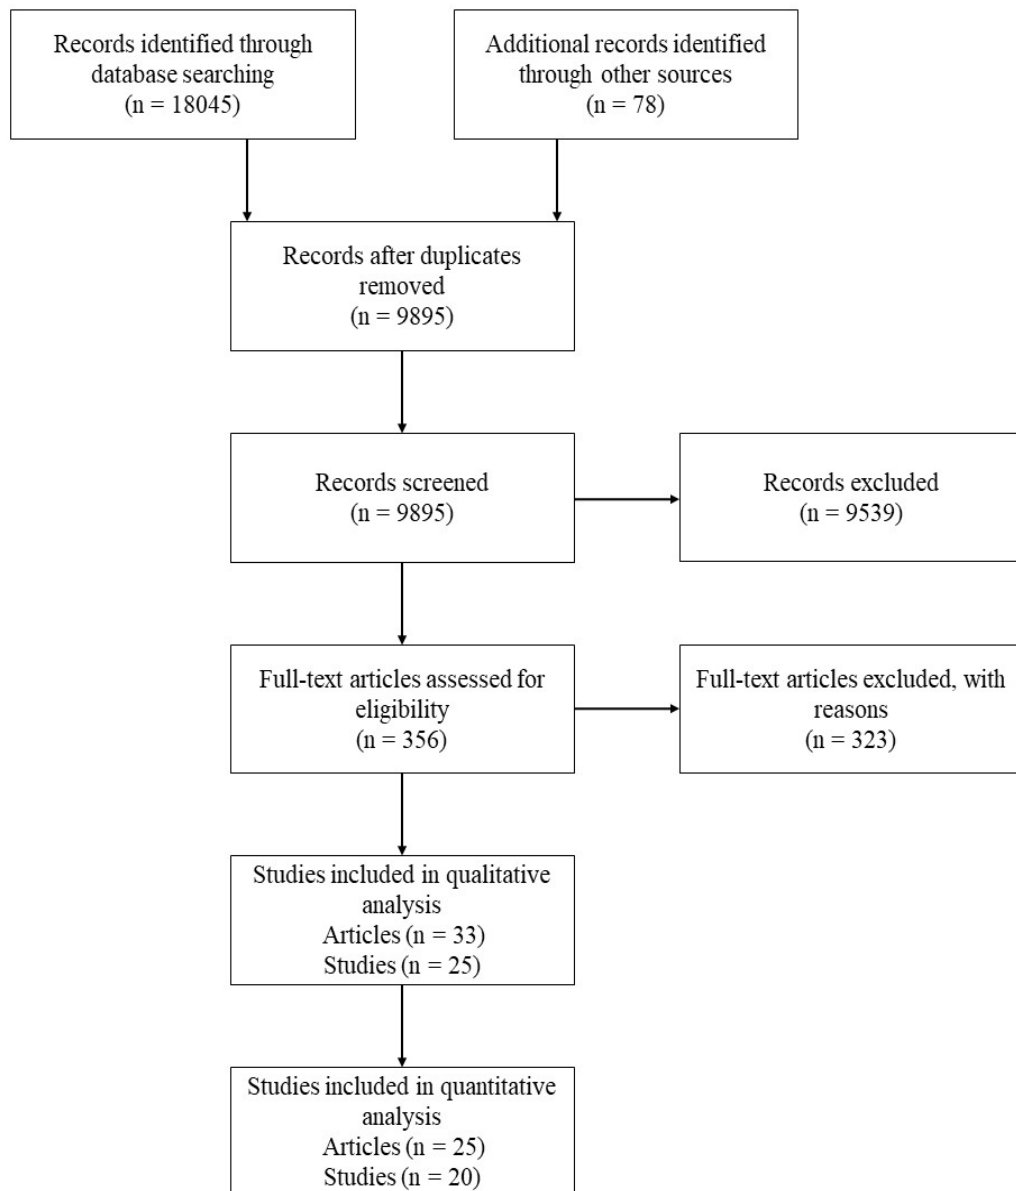 Records identified through
database searching
(n = 18045)
Additional records identified
through other sources
(n = 78)
Records after duplicates
removed
(n = 9895)
Records screened
(n = 9895)
Records excluded
(n = 9539)
Full-text articles assessed for
eligibility
(n = 356)
Full-text articles excluded, with
reasons
(n = 323)
Studies included in qualitative
analysis
Articles (n = 33)
Studies (n = 25)
Studies included in quantitative
analysis
Articles (n = 25)
Studies (n = 20)